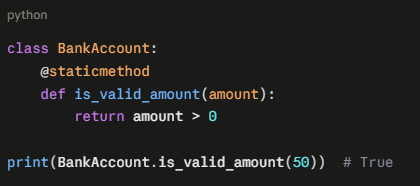 python
class BankAccount:
    @staticmethod
    def is_valid_amount(amount):
        return amount > 0
print(BankAccount.is_valid_amount(50))  # True